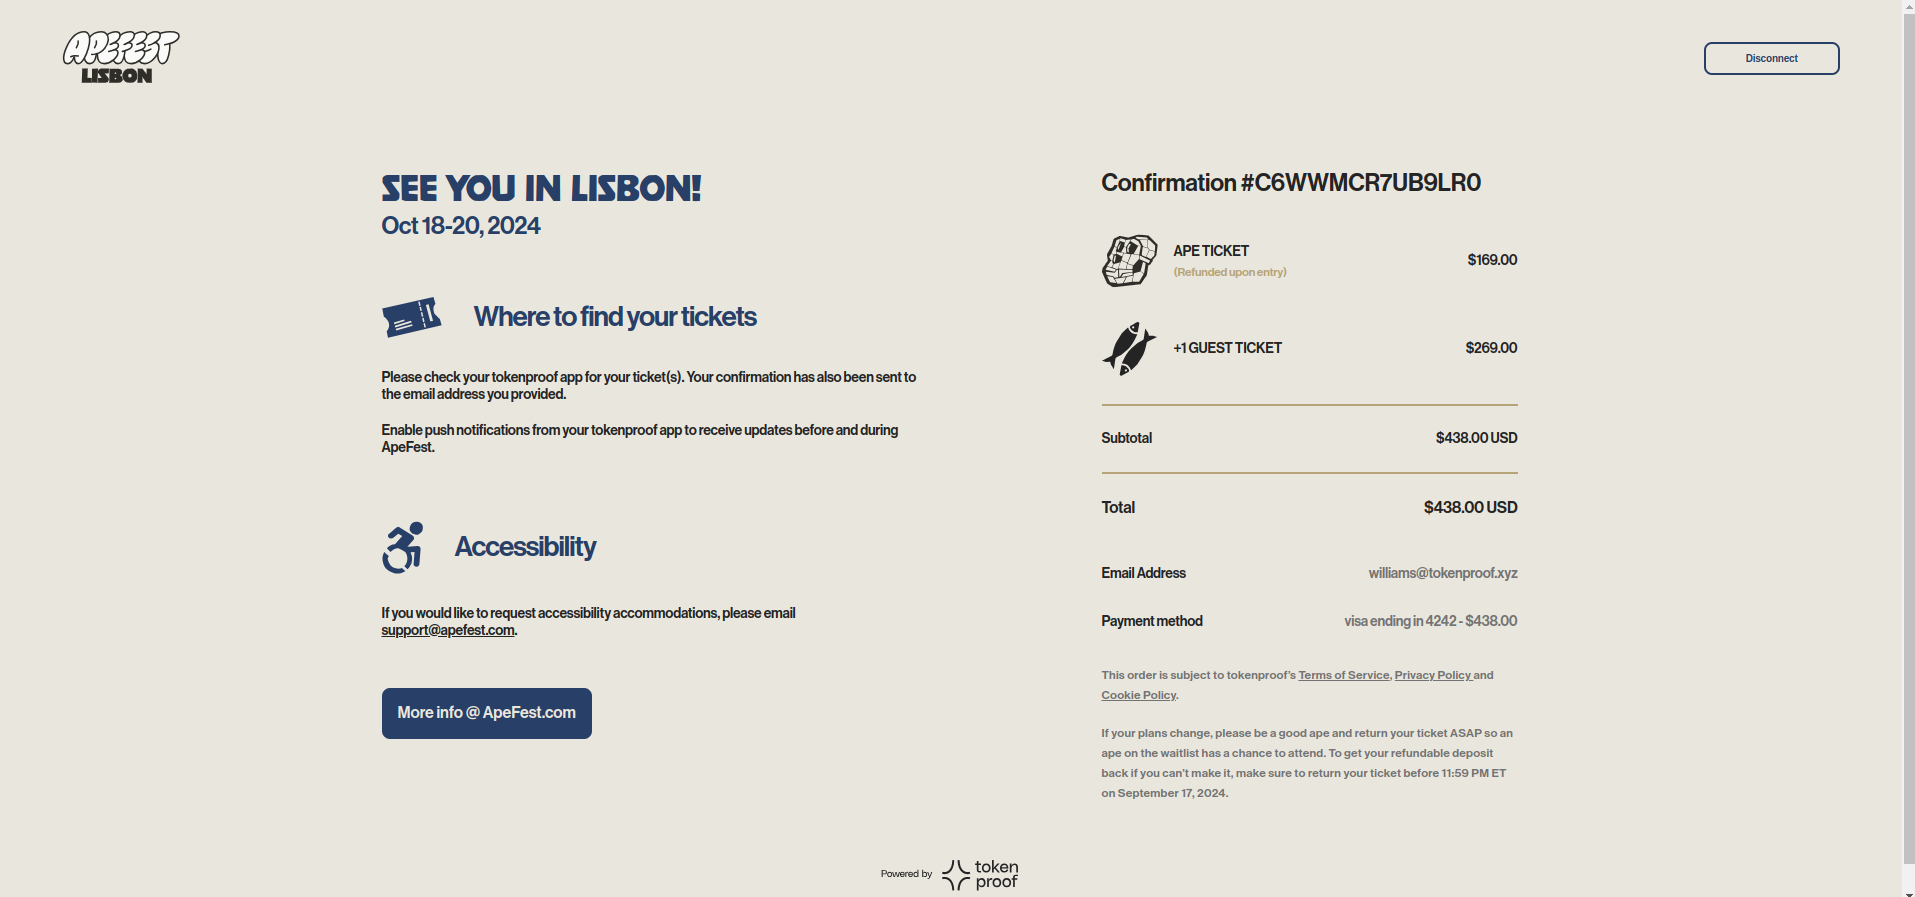 APEFEST
LISBON
Disconnect
SEE YOU IN LISBON!
Oct 18-20, 2024
Where to find your tickets
Please check your tokenproof app for your ticket(s). Your confirmation has also been sent to
the email address you provided.
Enable push notifications from your tokenproof app to receive updates before and during
ApeFest.
Accessibility
If you would like to request accessibility accommodations, please email
support@apefest.com.
More info @ ApeFest.com
Confirmation #C6WWMCR7UB9LR0
APE TICKET
(Refunded upon entry)
$169.00
+1 GUEST TICKET
$269.00
Subtotal
$438.00 USD
Total
$438.00 USD
Email Address
williams@tokenproof.xyz
Payment method
visa ending in 4242 - $438.00
This order is subject to tokenproof's Terms of Service, Privacy Policy and
Cookie Policy.
If your plans change, please be a good ape and return your ticket ASAP so an
ape on the waitlist has a chance to attend. To get your refundable deposit
back if you can't make it, make sure to return your ticket before 11:59 PM ET
on September 17, 2024.
Powered by
token
proof